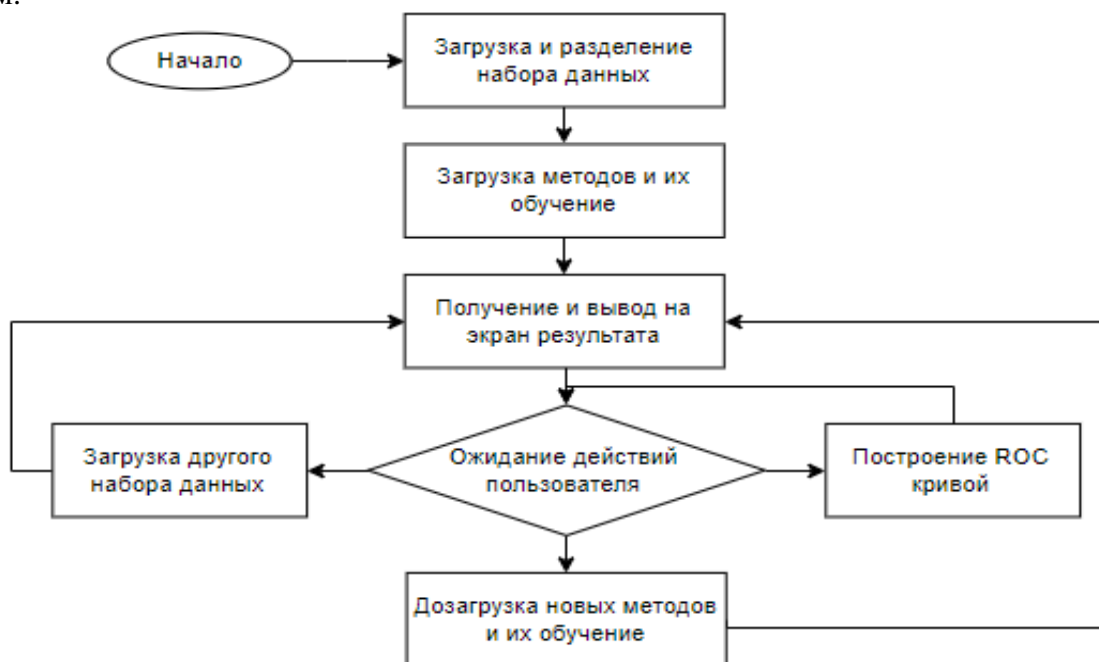 Начало
Загрузка и разделение
набора данных
Загрузка методов и их
обучение
Получение и вывод на
экран результата
Загрузка другого
набора данных
Ожидание действий
пользователя
Построение ROC
кривой
Дозагрузка новых методов
и их обучение